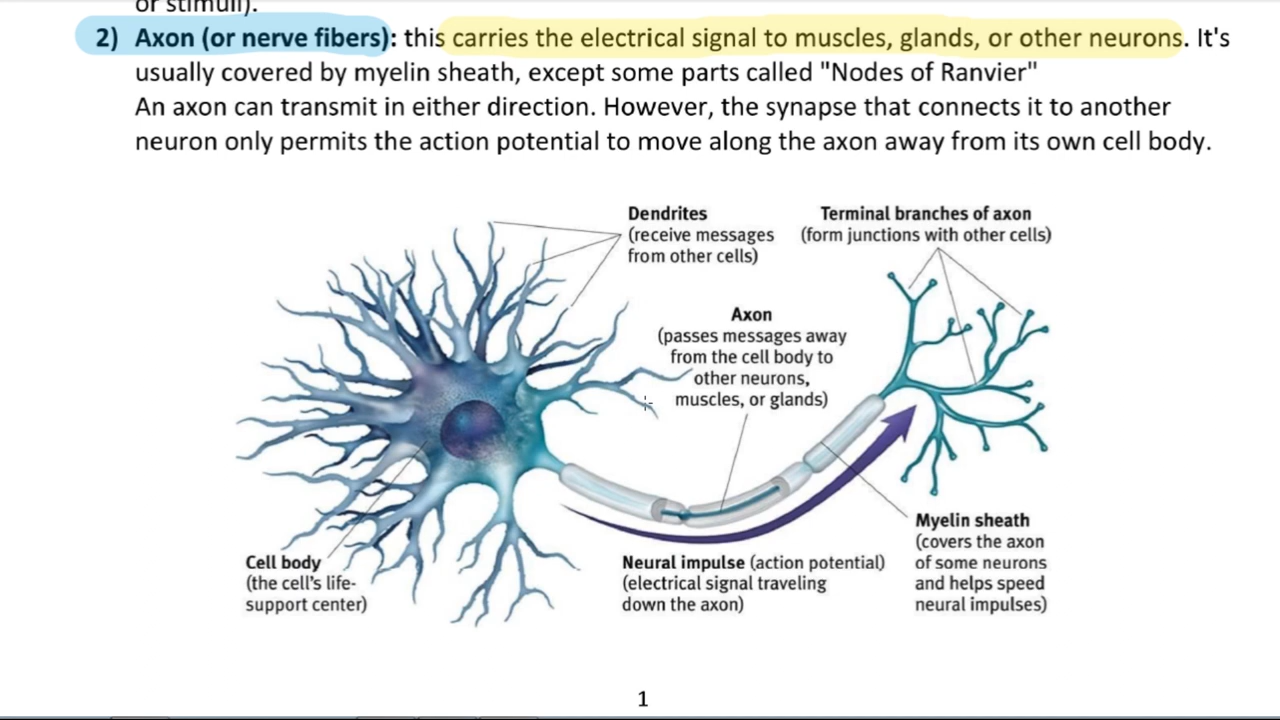 or stimuli).
2) Axon (or nerve fibers): this carries the electrical signal to muscles, glands, or other neurons. It's
usually covered by myelin sheath, except some parts called "Nodes of Ranvier"
An axon can transmit in either direction. However, the synapse that connects it to another
neuron only permits the action potential to move along the axon away from its own cell body.
Dendrites
(receive messages
from other cells)
Terminal branches of axon
(form junctions with other cells)
Axon
(passes messages away
from the cell body to
other neurons,
muscles, or glands)
Cell body
(the cell's life-
support center)
Neural impulse (action potential)
(electrical signal traveling
down the axon)
Myelin sheath
(covers the axon
of some neurons
and helps speed
neural impulses)
1